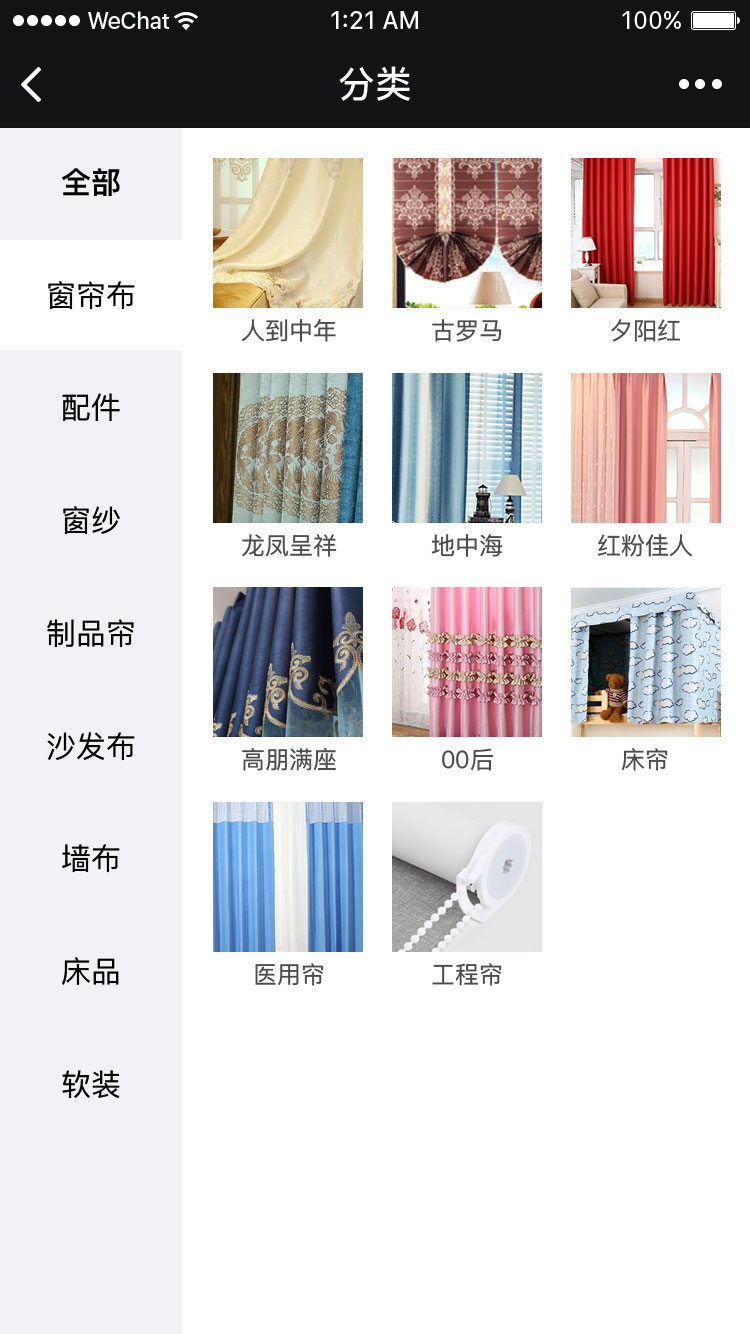 WeChat 1:21 AM 100%
分类
全部
窗帘布
配件
窗纱
制品帘
沙发布
墙布
床品
软装
人到中年 古罗马 夕阳红
龙凤呈祥 地中海 红粉佳人
高朋满座 00后 床帘
医用帘 工程帘